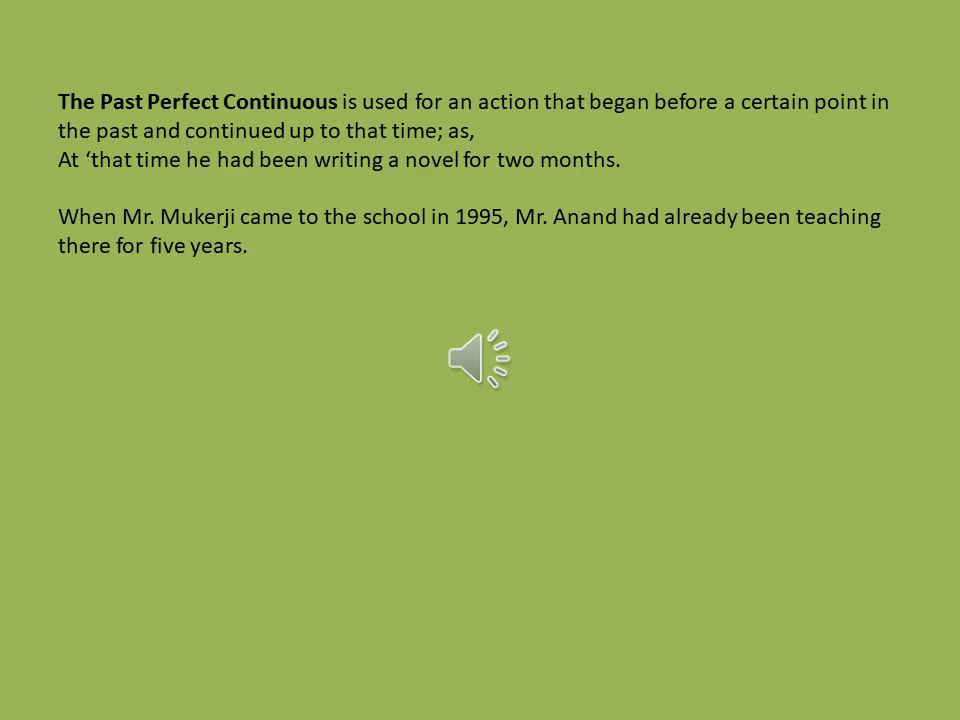 The Past Perfect Continuous is used for an action that began before a certain point in
the past and continued up to that time; as,
At ‘that time he had been writing a novel for two months.
When Mr. Mukerji came to the school in 1995, Mr. Anand had already been teaching
there for five years.